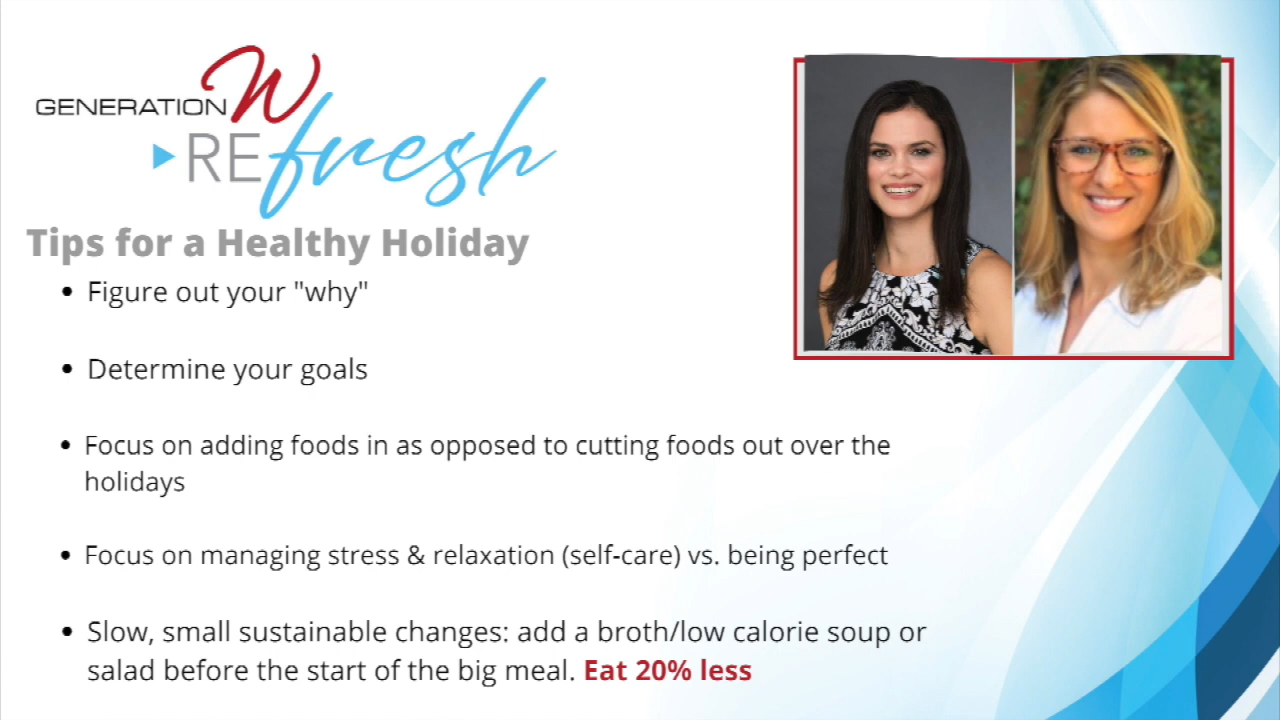 GENERATION W
REfresh
Tips for a Healthy Holiday
• Figure out your "why"
• Determine your goals
• Focus on adding foods in as opposed to cutting foods out over the
holidays
• Focus on managing stress & relaxation (self-care) vs. being perfect
• Slow, small sustainable changes: add a broth/low calorie soup or
salad before the start of the big meal. Eat 20% less